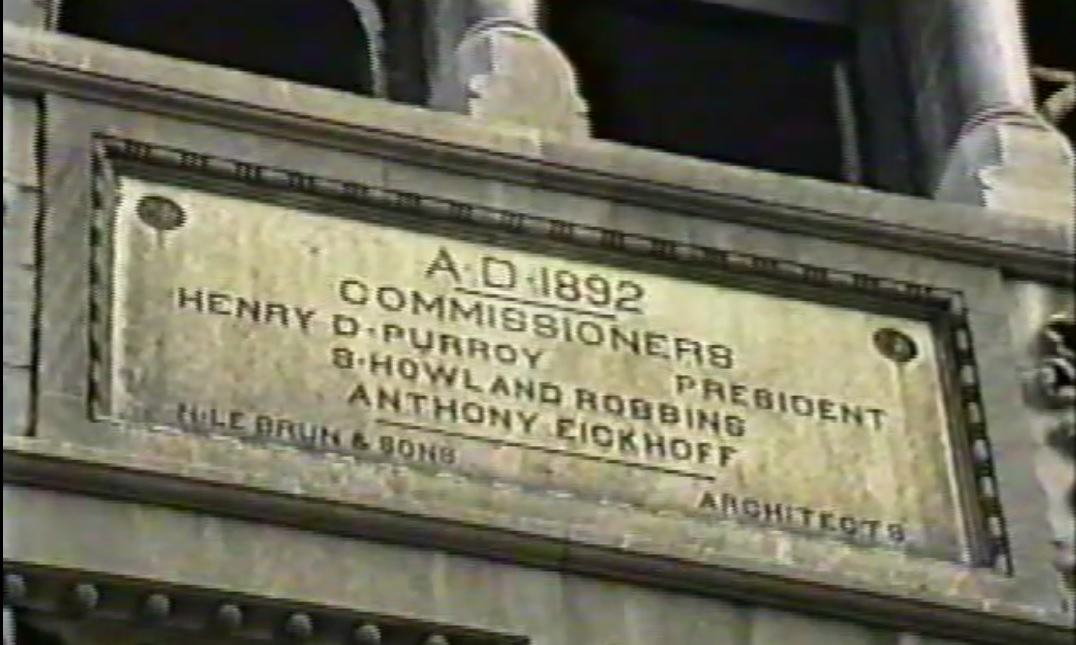 A·D·1892
COMMISSIONERS
HENRY D·PURROY PRESIDENT
S·HOWLAND ROBBINS
ANTHONY EICKHOFF
N·LE BRUN & SONS ARCHITECTS